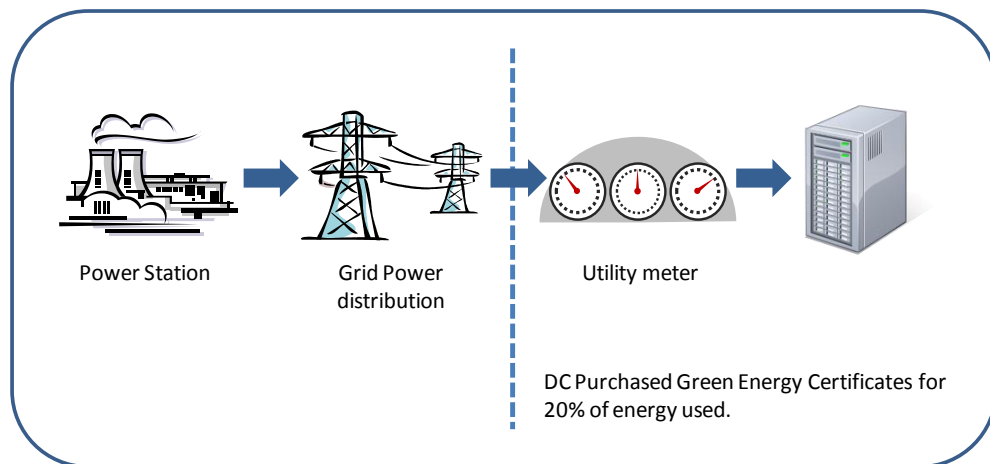 Power Station
Grid Power
distribution
Utility meter
DC Purchased Green Energy Certificates for
20% of energy used.